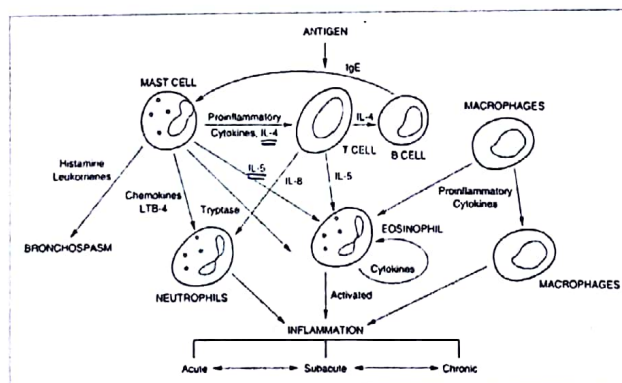 ANTIGEN
IgE
MAST CELL
MACROPHAGES
Proinflammatory
Cytokines, IL-4
IL-4
T CELL
B CELL
Histamine
Leukotrienes
IL-5
IL-8
IL-5
Proinflammatory
Cytokines
Chemokines
LTB-4
Tryptase
EOSINOPHIL
BRONCHOSPASM
Cytokines
NEUTROPHILS
Activated
MACROPHAGES
INFLAMMATION
Acute
Subacute
Chronic